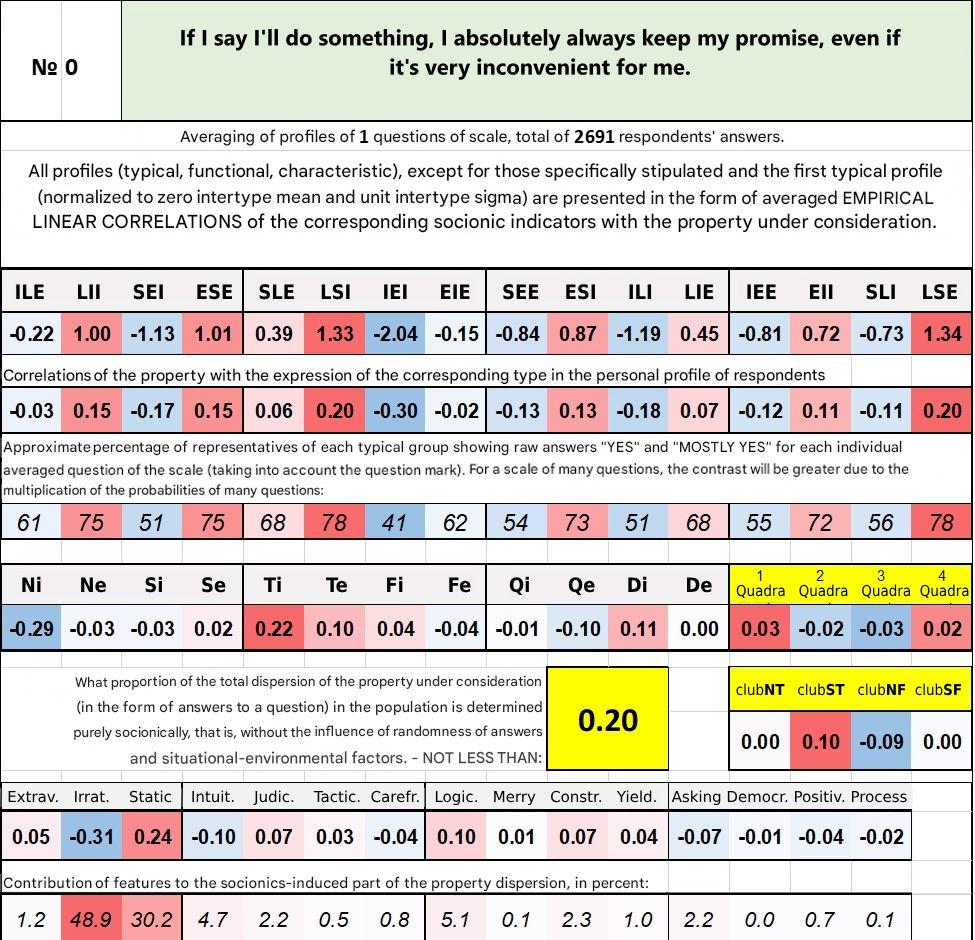 If I say I'll do something, I absolutely always keep my promise, even if
№ 0
it's very inconvenient for me.
Averaging of profiles of 1 questions of scale, total of 2691 respondents' answers.
All profiles (typical, functional, characteristic), except for those specifically stipulated and the first typical profile
(normalized to zero intertype mean and unit intertype sigma) are presented in the form of averaged EMPIRICAL
LINEAR CORRELATIONS of the corresponding socionic indicators with the property under consideration.
ILE LII SEI ESE SLE LSI IEI EIE SEE ESI ILI LIE IEE EII SLI LSE
-0.22 1.00 -1.13 1.01 0.39 1.33 -2.04 -0.15 -0.84 0.87 -1.19 0.45 -0.81 0.72 -0.73 1.34
Correlations of the property with the expression of the corresponding type in the personal profile of respondents
-0.03 0.15 -0.17 0.15 0.06 0.20 -0.30 -0.02 -0.13 0.13 -0.18 0.07 -0.12 0.11 -0.11 0.20
Approximate percentage of representatives of each typical group showing raw answers "YES" and "MOSTLY YES" for each individual
averaged question of the scale (taking into account the question mark). For a scale of many questions, the contrast will be greater due to the
multiplication of the probabilities of many questions:
61 75 51 75 68 78 41 62 54 73 51 68 55 72 56 78
Ni Ne Si Se Ti Te Fi Fe Qi Qe Di De 1 Quadra 2 Quadra 3 Quadra 4 Quadra
-0.29 -0.03 -0.03 0.02 0.22 0.10 0.04 -0.04 -0.01 -0.10 0.11 0.00 0.03 -0.02 -0.03 0.02
What proportion of the total dispersion of the property under consideration
(in the form of answers to a question) in the population is determined
purely socionically, that is, without the influence of randomness of answers
and situational-environmental factors. - NOT LESS THAN:
0.20
clubNT clubST clubNF clubSF
0.00 0.10 -0.09 0.00
Extrav. Irrat. Static Intuit. Judic. Tactic. Carefr. Logic. Merry Constr. Yield. Asking Democr. Positiv. Process
0.05 -0.31 0.24 -0.10 0.07 0.03 -0.04 0.10 0.01 0.07 0.04 -0.07 -0.01 -0.04 -0.02
Contribution of features to the socionics-induced part of the property dispersion, in percent:
1.2 48.9 30.2 4.7 2.2 0.5 0.8 5.1 0.1 2.3 1.0 2.2 0.0 0.7 0.1